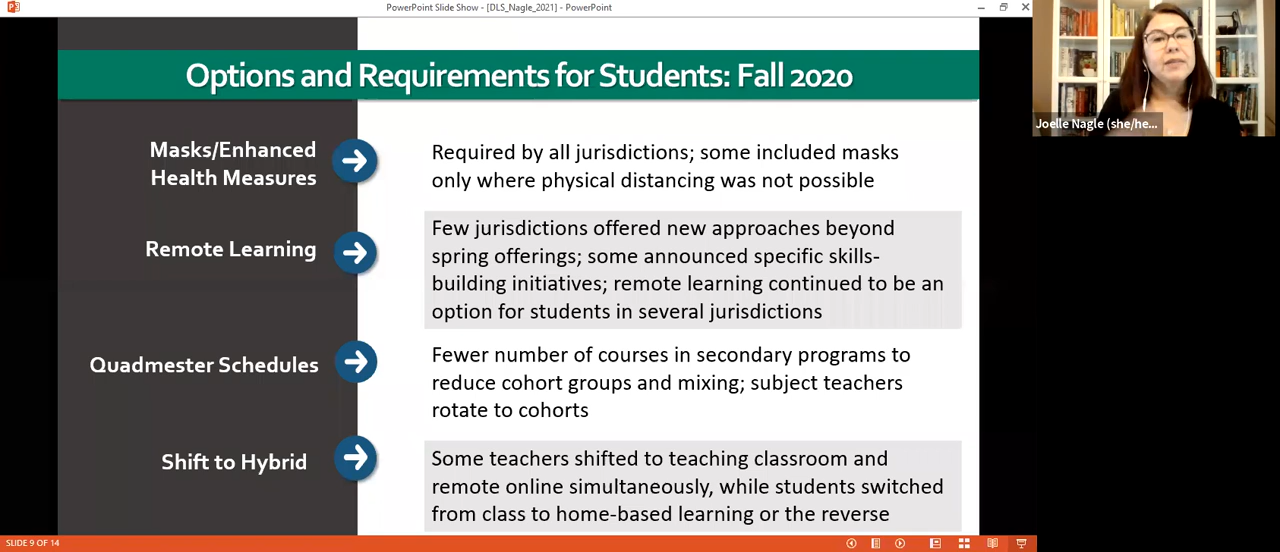 PowerPoint Slide Show - [DLS_Nagle_2021] - PowerPoint
Options and Requirements for Students: Fall 2020
Masks/Enhanced
Health Measures
Required by all jurisdictions; some included masks
only where physical distancing was not possible
Remote Learning
Few jurisdictions offered new approaches beyond
spring offerings; some announced specific skills-
building initiatives; remote learning continued to be an
option for students in several jurisdictions
Quadmester Schedules
Fewer number of courses in secondary programs to
reduce cohort groups and mixing; subject teachers
rotate to cohorts
Shift to Hybrid
Some teachers shifted to teaching classroom and
remote online simultaneously, while students switched
from class to home-based learning or the reverse
Joelle Nagle (she/he...
SLIDE 9 OF 14